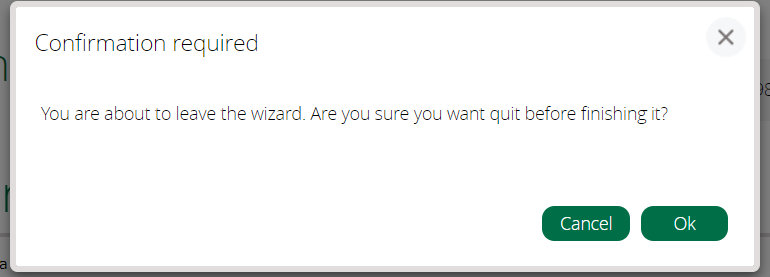 Confirmation required
You are about to leave the wizard. Are you sure you want quit before finishing it?
Cancel
Ok